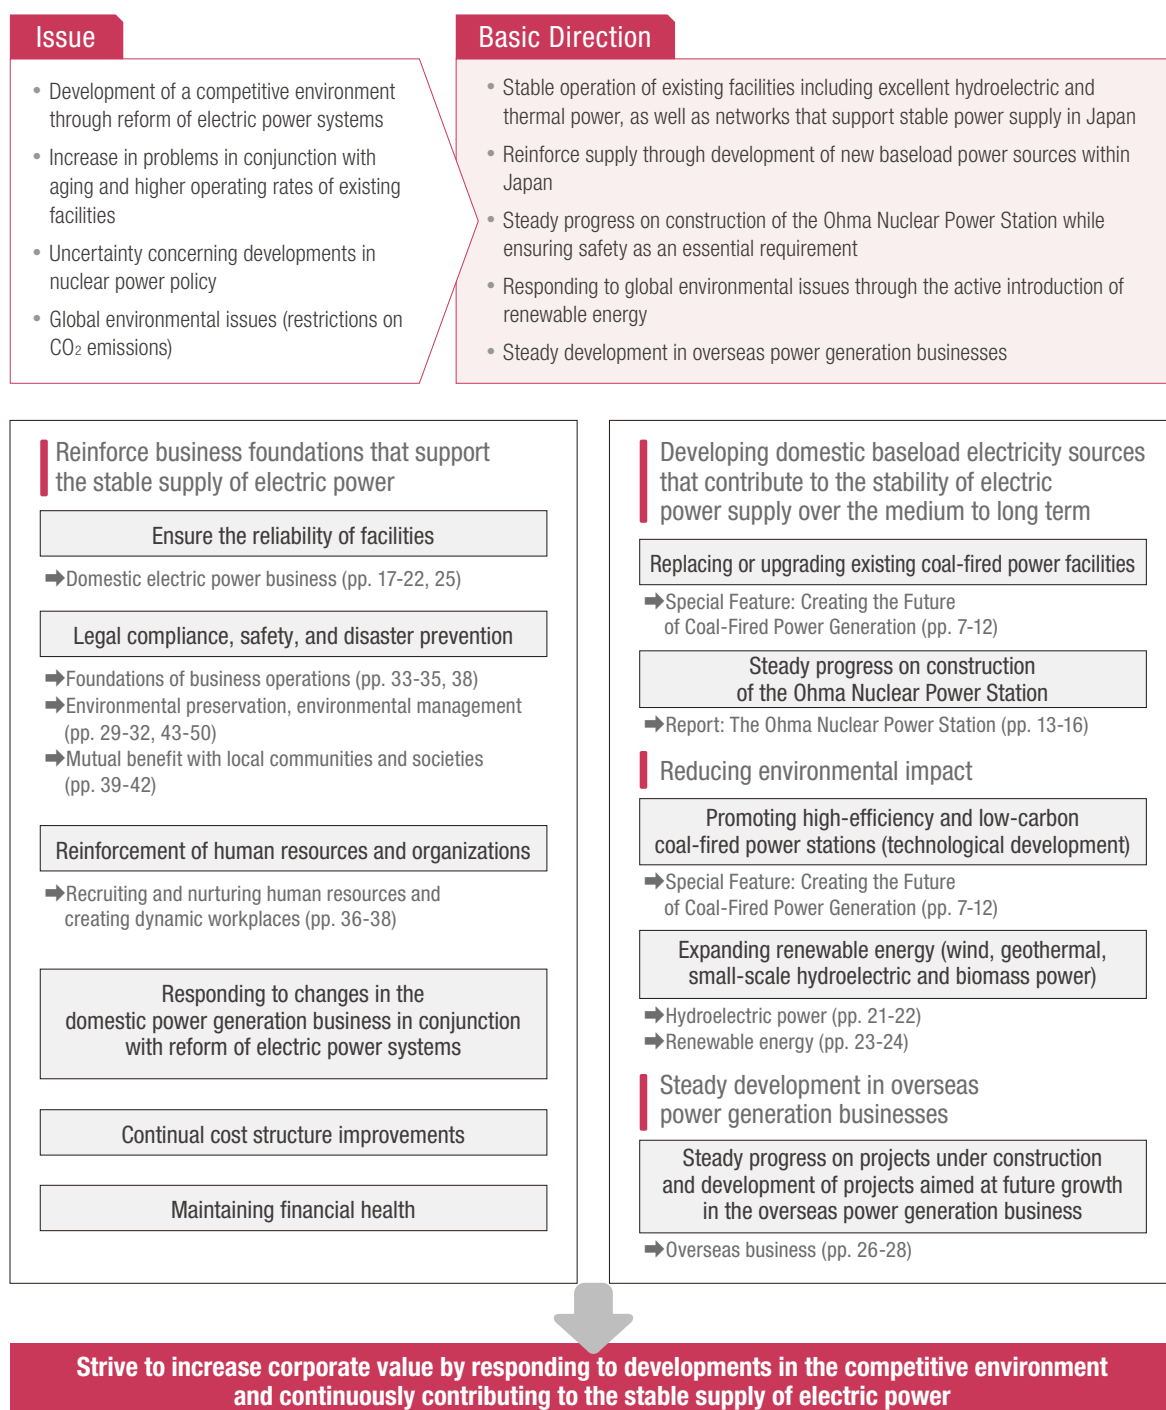 Issue
• Development of a competitive environment
through reform of electric power systems
• Increase in problems in conjunction with
aging and higher operating rates of existing
facilities
• Uncertainty concerning developments in
nuclear power policy
• Global environmental issues (restrictions on
CO₂ emissions)
Basic Direction
• Stable operation of existing facilities including excellent hydroelectric and
thermal power, as well as networks that support stable power supply in Japan
• Reinforce supply through development of new baseload power sources within
Japan
• Steady progress on construction of the Ohma Nuclear Power Station while
ensuring safety as an essential requirement
• Responding to global environmental issues through the active introduction of
renewable energy
• Steady development in overseas power generation businesses
Reinforce business foundations that support
the stable supply of electric power
Ensure the reliability of facilities
➡Domestic electric power business (pp. 17-22, 25)
Legal compliance, safety, and disaster prevention
➡Foundations of business operations (pp. 33-35, 38)
➡Environmental preservation, environmental management
(pp. 29-32, 43-50)
➡Mutual benefit with local communities and societies
(pp. 39-42)
Reinforcement of human resources and organizations
➡Recruiting and nurturing human resources and
creating dynamic workplaces (pp. 36-38)
Responding to changes in the
domestic power generation business in conjunction
with reform of electric power systems
Continual cost structure improvements
Maintaining financial health
Developing domestic baseload electricity sources
that contribute to the stability of electric
power supply over the medium to long term
Replacing or upgrading existing coal-fired power facilities
➡Special Feature: Creating the Future
of Coal-Fired Power Generation (pp. 7-12)
Steady progress on construction
of the Ohma Nuclear Power Station
➡Report: The Ohma Nuclear Power Station (pp. 13-16)
Reducing environmental impact
Promoting high-efficiency and low-carbon
coal-fired power stations (technological development)
➡Special Feature: Creating the Future
of Coal-Fired Power Generation (pp. 7-12)
Expanding renewable energy (wind, geothermal,
small-scale hydroelectric and biomass power)
➡Hydroelectric power (pp. 21-22)
➡Renewable energy (pp. 23-24)
Steady development in overseas
power generation businesses
Steady progress on projects under construction
and development of projects aimed at future growth
in the overseas power generation business
➡Overseas business (pp. 26-28)
Strive to increase corporate value by responding to developments in the competitive environment
and continuously contributing to the stable supply of electric power